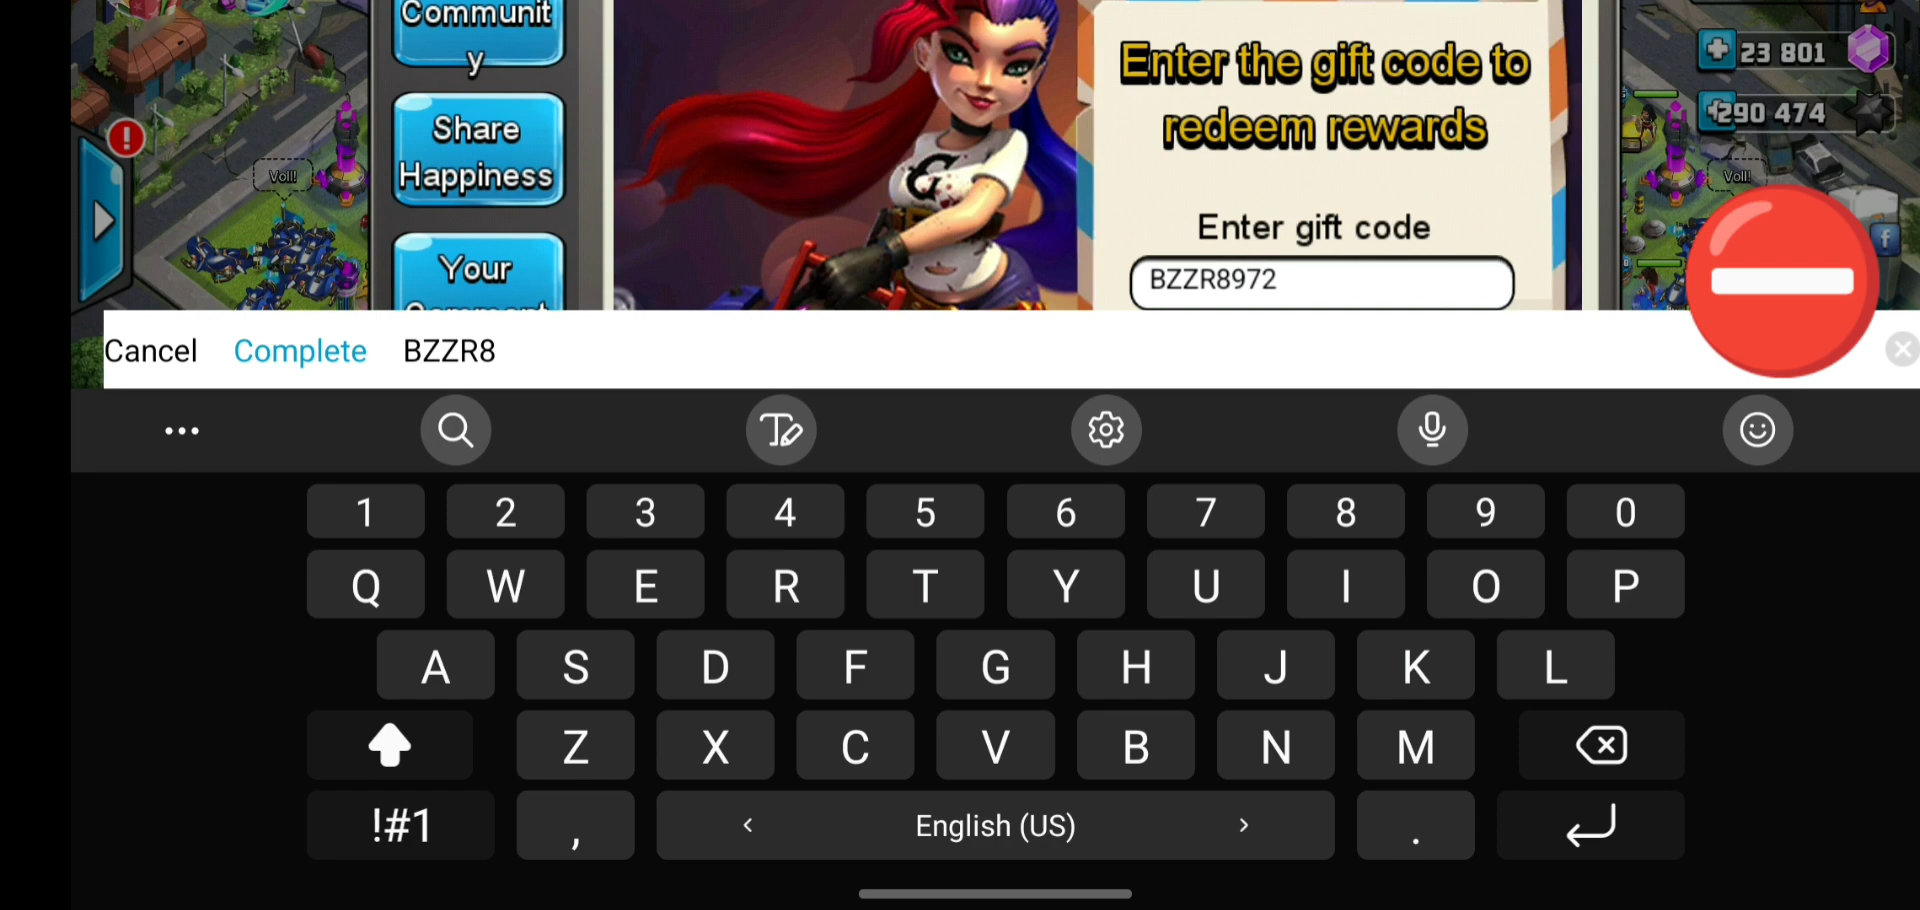 Communit
y
Share
Happiness
Your
Enter the gift code to
redeem rewards
Enter gift code
BZZR8972
23 801
290 474
Voll!
Voll!
Cancel Complete BZZR8
1 2 3 4 5 6 7 8 9 0
Q W E R T Y U I O P
A S D F G H J K L
Z X C V B N M
!#1 , < English (US) > .